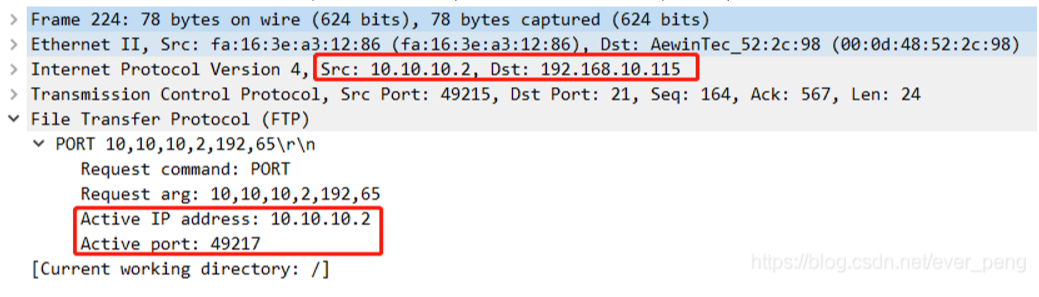 Frame 224: 78 bytes on wire (624 bits), 78 bytes captured (624 bits)
Ethernet II, Src: fa:16:3e:a3:12:86 (fa:16:3e:a3:12:86), Dst: AewinTec_52:2c:98 (00:0d:48:52:2c:98)
Internet Protocol Version 4, Src: 10.10.10.2, Dst: 192.168.10.115
Transmission Control Protocol, Src Port: 49215, Dst Port: 21, Seq: 164, Ack: 567, Len: 24
File Transfer Protocol (FTP)
PORT 10,10,10,2,192,65\r\n
Request command: PORT
Request arg: 10,10,10,2,192,65
Active IP address: 10.10.10.2
Active port: 49217
[Current working directory: /]
https://blog.csdn.net/ever_peng